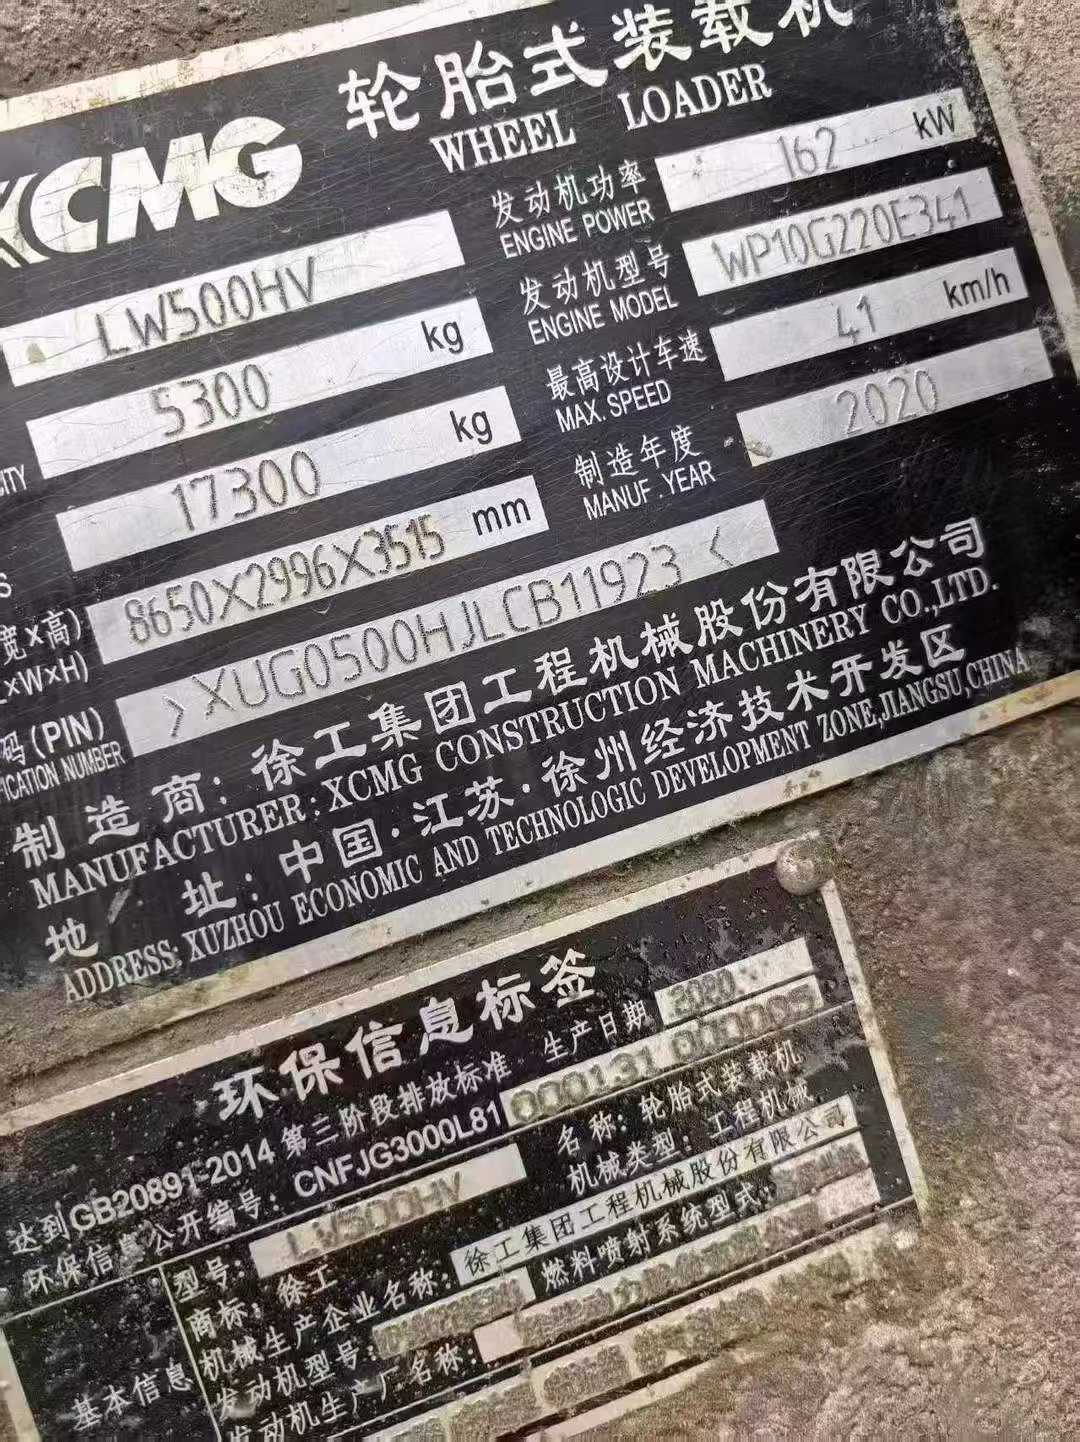 轮胎式装载机
WHEEL LOADER
XCMG
发动机功率 162 kW
ENGINE POWER
LW500HV
发动机型号 WP10G220E341
ENGINE MODEL
5300 kg
最高设计车速 41 km/h
MAX. SPEED
17300 kg
制造年度 2020
MANUF.YEAR
宽×高)
×W×H) 8650X2996X3515 mm
码(PIN)
FICATION NUMBER >XUG0500HJLCB11923<
制造商:徐工集团工程机械股份有限公司
MANUFACTURER:XCMG CONSTRUCTION MACHINERY CO.,LTD.
地 址:中国·江苏·徐州经济技术开发区
ADDRESS:XUZHOU ECONOMIC AND TECHNOLOGIC DEVELOPMENT ZONE,JIANGSU,CHINA
环保信息标签
达到GB20891-2014 第三阶段排放标准 生产日期 2020
环保信息公开编号: CNFJG3000L81 000131 000005
型号: LW500HV 名称:轮胎式装载机
商标:徐工 机械类型:工程机械
机械生产企业名称: 徐工集团工程机械股份有限公司
基本信息
发动机型号: 燃料喷射系统型式:
发动机生产厂名称: